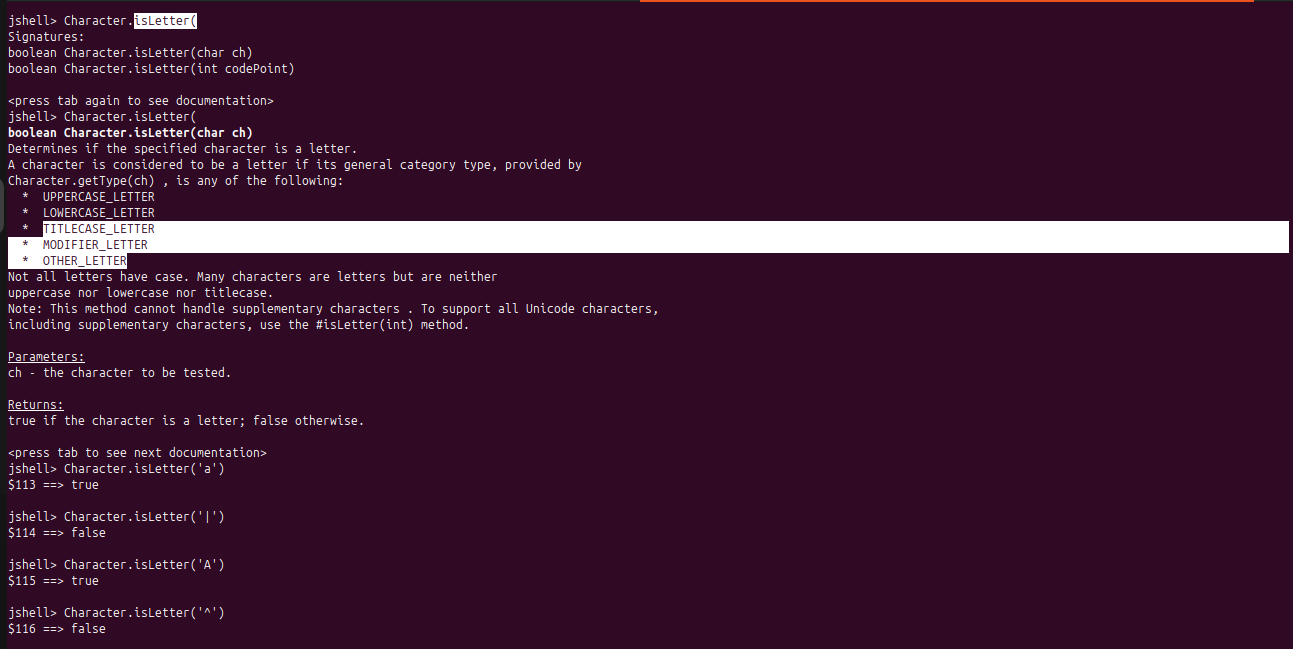 jshell> Character.isLetter(
Signatures:
boolean Character.isLetter(char ch)
boolean Character.isLetter(int codePoint)
<press tab again to see documentation>
jshell> Character.isLetter(
boolean Character.isLetter(char ch)
Determines if the specified character is a letter.
A character is considered to be a letter if its general category type, provided by
Character.getType(ch) , is any of the following:
  *  UPPERCASE_LETTER
  *  LOWERCASE_LETTER
  *  TITLECASE_LETTER
  *  MODIFIER_LETTER
  *  OTHER_LETTER
Not all letters have case. Many characters are letters but are neither
uppercase nor lowercase nor titlecase.
Note: This method cannot handle supplementary characters . To support all Unicode characters,
including supplementary characters, use the #isLetter(int) method.
Parameters:
ch - the character to be tested.
Returns:
true if the character is a letter; false otherwise.
<press tab to see next documentation>
jshell> Character.isLetter('a')
$113 ==> true
jshell> Character.isLetter('|')
$114 ==> false
jshell> Character.isLetter('A')
$115 ==> true
jshell> Character.isLetter('^')
$116 ==> false